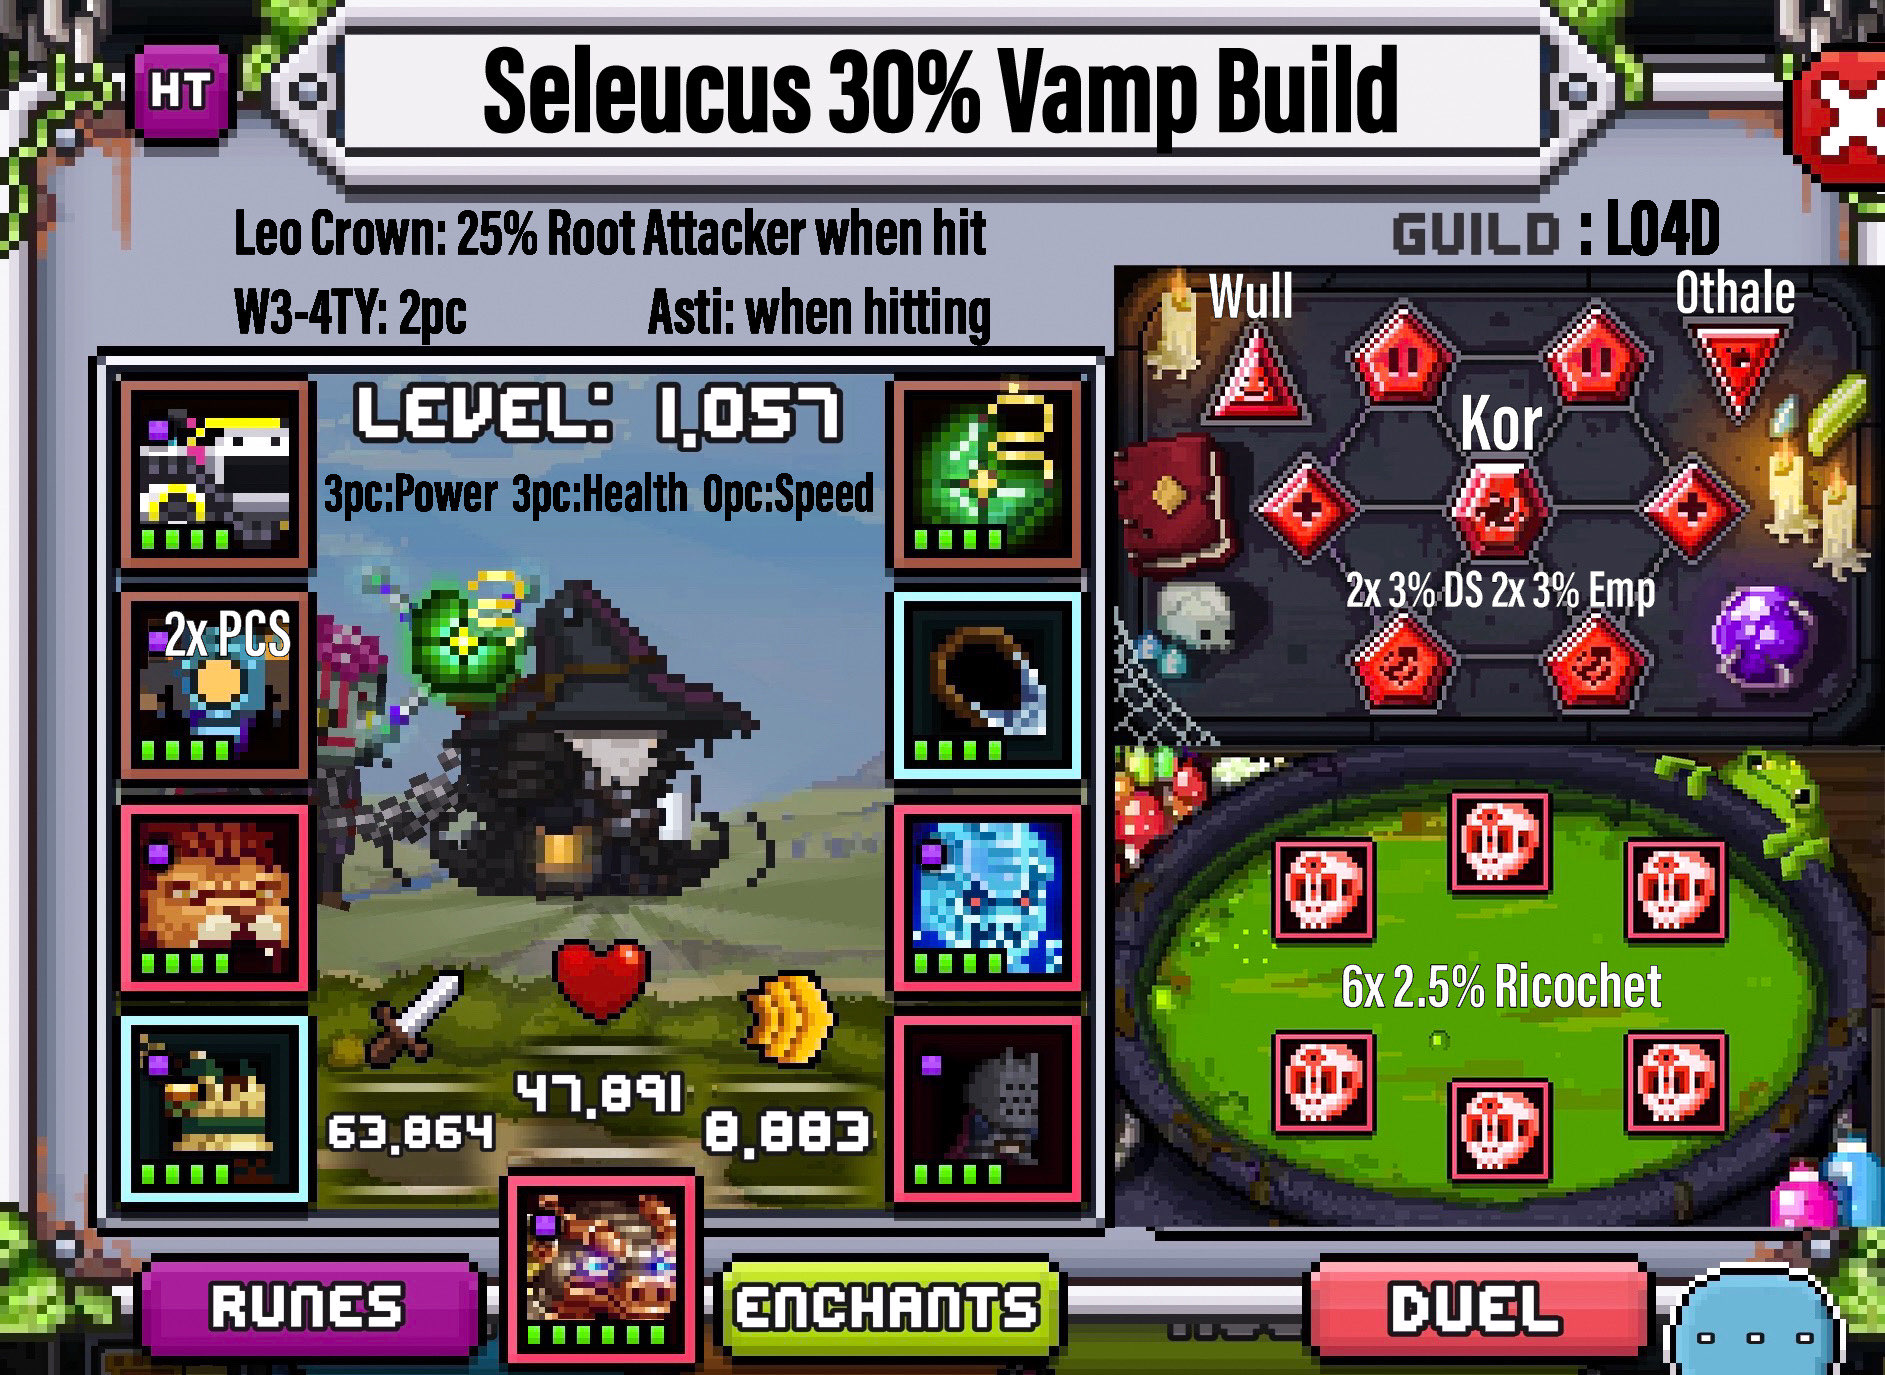 HT
Seleucus 30% Vamp Build
Leo Crown: 25% Root Attacker when hit
GUILD : L04D
W3-4TY: 2pc
Asti: when hitting
Wull
Othale
LEVEL: 1,057
Kor
3pc:Power 3pc:Health 0pc:Speed
2x 3% DS 2x 3% Emp
2x PCS
6x 2.5% Ricochet
63,864
47,891
8,883
RUNES
ENCHANTS
DUEL